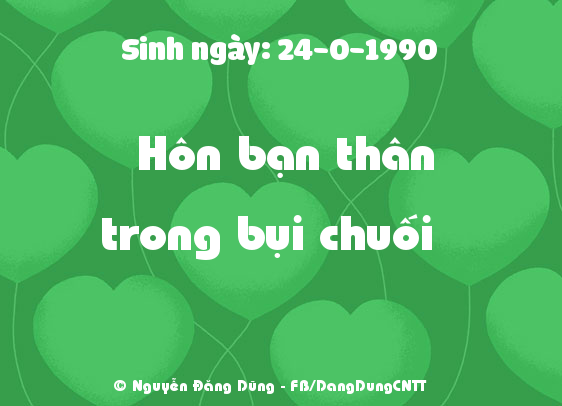 Sinh ngày: 24-0-1990
Hôn bạn thân
trong bụi chuối
© Nguyễn Đăng Dũng - FB/DangDungCNTT